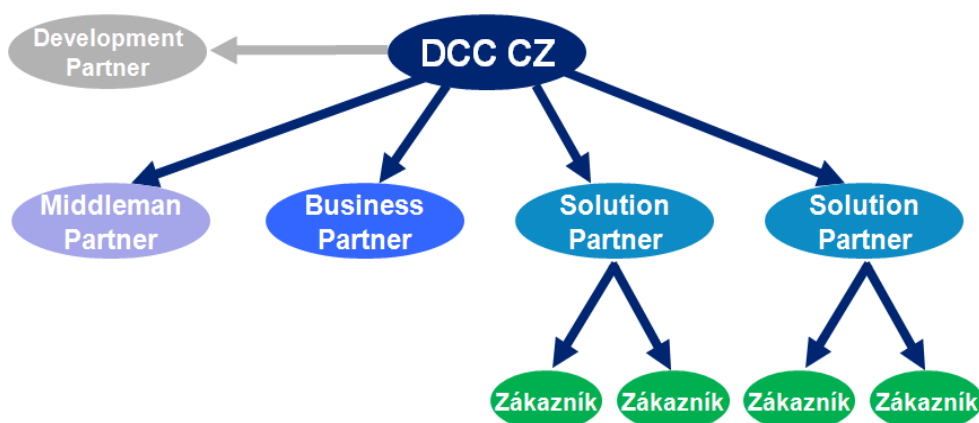 Development
Partner
DCC CZ
Middleman
Partner
Business
Partner
Solution
Partner
Solution
Partner
Zákazník
Zákazník
Zákazník
Zákazník